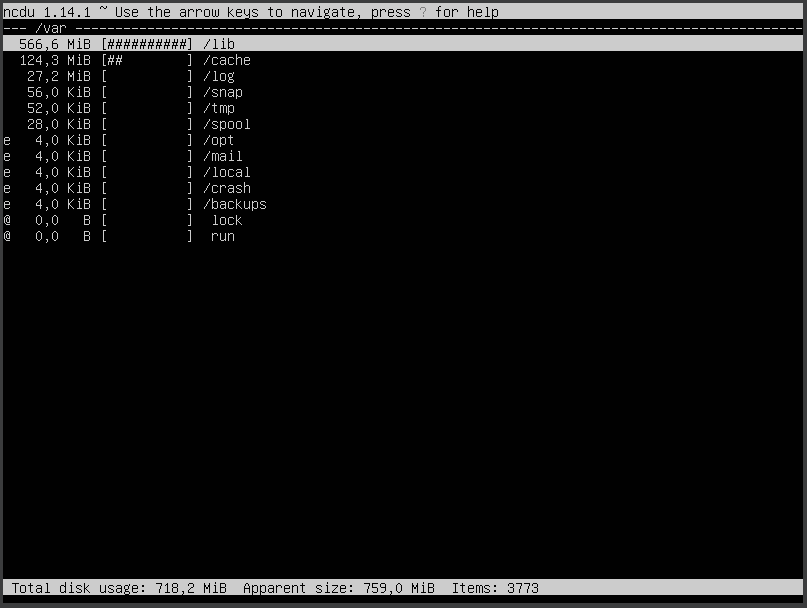 ncdu 1.14.1 ~ Use the arrow keys to navigate, press ? for help
--- /var ----------------------------------------------------------------------------------------
  566,6 MiB [##########] /lib
  124,3 MiB [##        ] /cache
   27,2 MiB [          ] /log
   56,0 KiB [          ] /snap
   52,0 KiB [          ] /tmp
   28,0 KiB [          ] /spool
e   4,0 KiB [          ] /opt
e   4,0 KiB [          ] /mail
e   4,0 KiB [          ] /local
e   4,0 KiB [          ] /crash
e   4,0 KiB [          ] /backups
@   0,0   B [          ]  lock
@   0,0   B [          ]  run
Total disk usage: 718,2 MiB  Apparent size: 759,0 MiB  Items: 3773